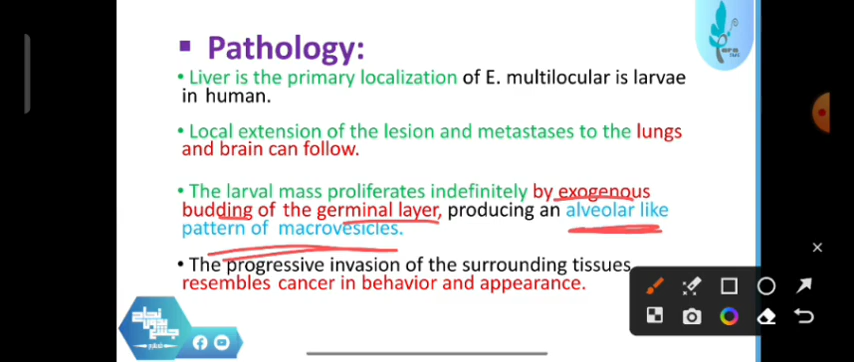 ▪ Pathology:
• Liver is the primary localization of E. multilocular is larvae
in human.
• Local extension of the lesion and metastases to the lungs
and brain can follow.
• The larval mass proliferates indefinitely by exogenous
budding of the germinal layer, producing an alveolar like
pattern of macrovesicles.
• The progressive invasion of the surrounding tissues
resembles cancer in behavior and appearance.